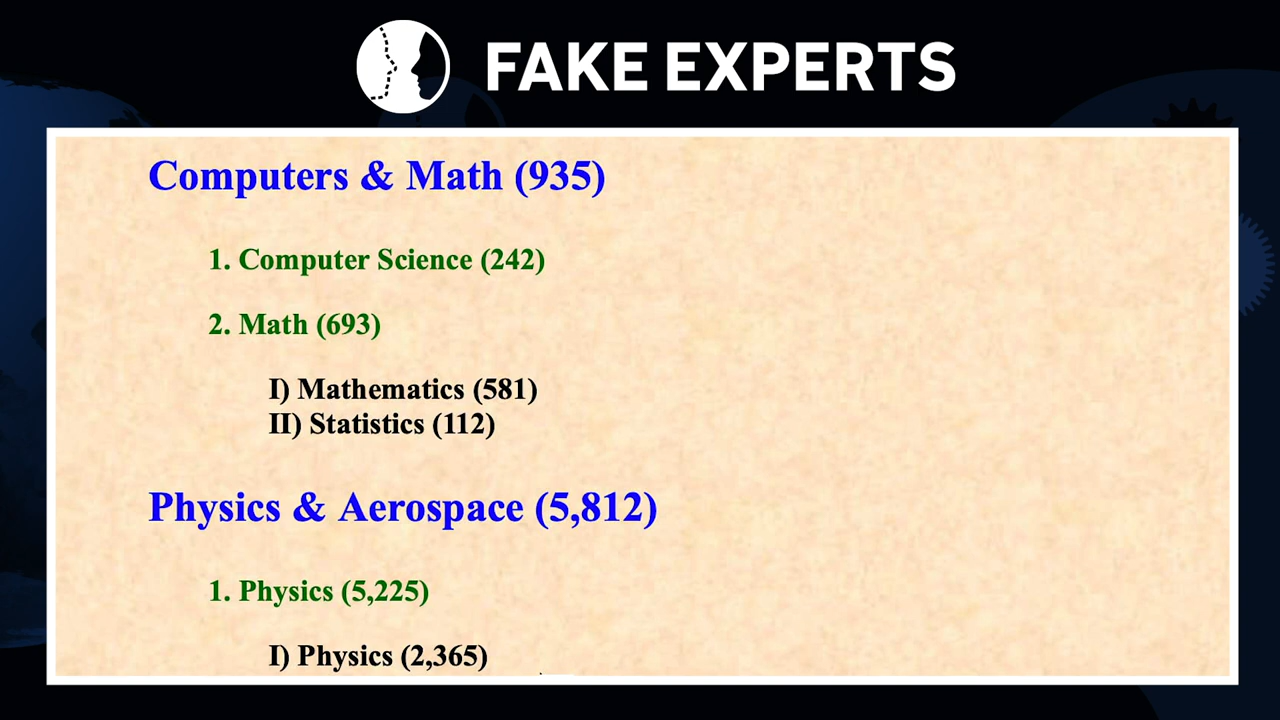 FAKE EXPERTS
Computers & Math (935)
1. Computer Science (242)
2. Math (693)
I) Mathematics (581)
II) Statistics (112)
Physics & Aerospace (5,812)
1. Physics (5,225)
I) Physics (2,365)